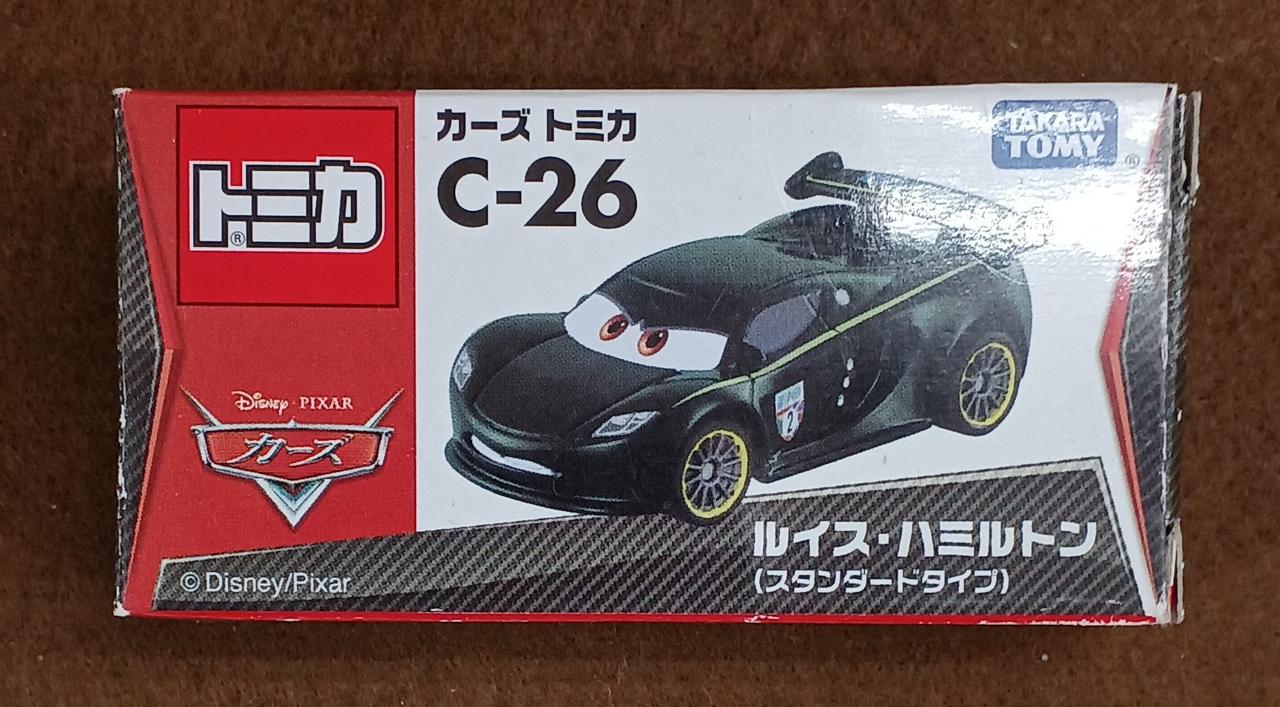 トミカ
®
カーズ トミカ
C-26
TAKARA
TOMY
®
Disney · PIXAR
カーズ
2
ルイス・ハミルトン
(スタンダードタイプ)
© Disney/Pixar